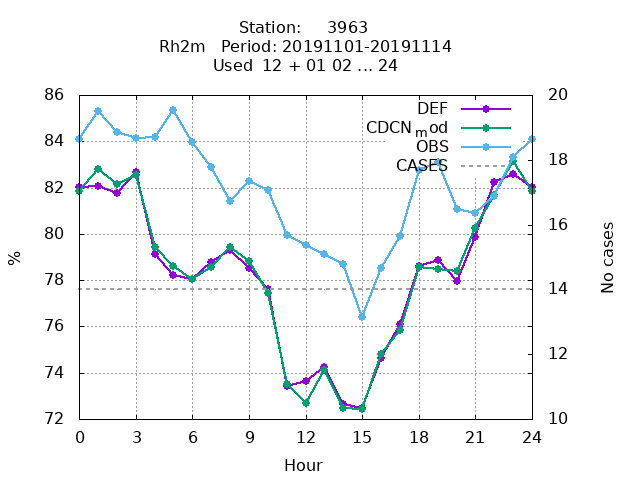 Station: 3963
Rh2m Period: 20191101-20191114
Used 12 + 01 02 ... 24
86 20
DEF
CDCN mod
84
OBS
CASES
18
82
16
80
%
No cases
78 14
76
12
74
72 10
0 3 6 9 12 15 18 21 24
Hour